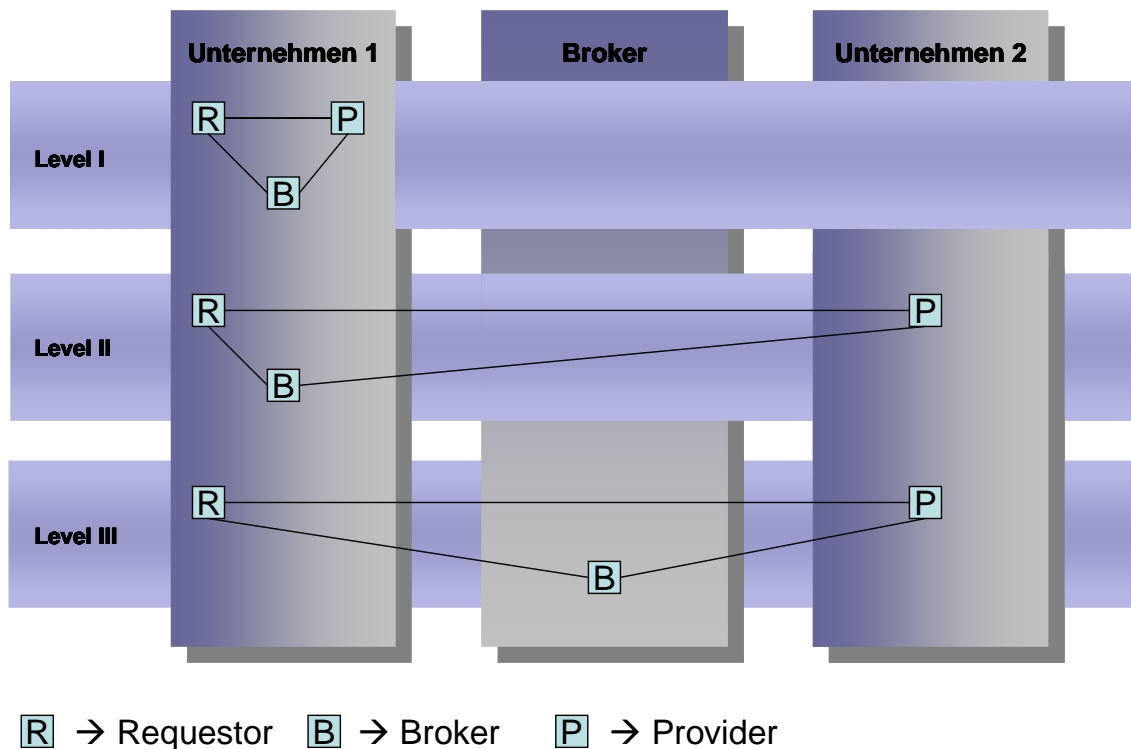 Unternehmen 1 Broker Unternehmen 2
R P
Level I
B
R P
Level II
B
R P
Level III
B
R → Requestor B → Broker P → Provider